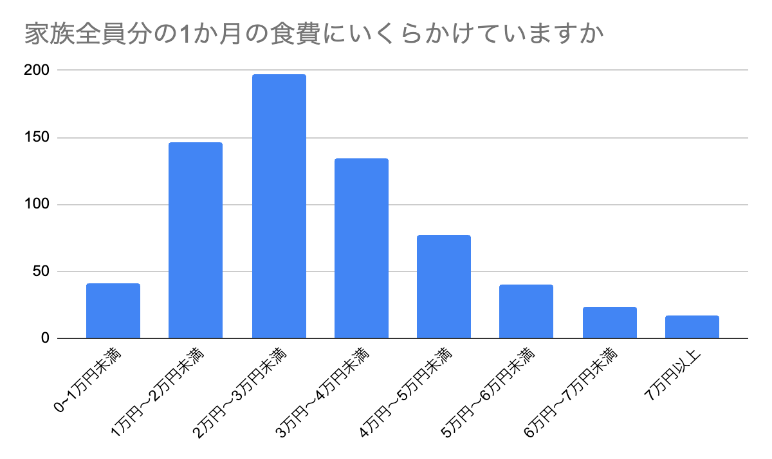 家族全員分の1か月の食費にいくらかけていますか
200
150
100
50
0
0~1万円未満
1万円〜2万円未満
2万円〜3万円未満
3万円〜4万円未満
4万円〜5万円未満
5万円〜6万円未満
6万円〜7万円未満
7万円以上